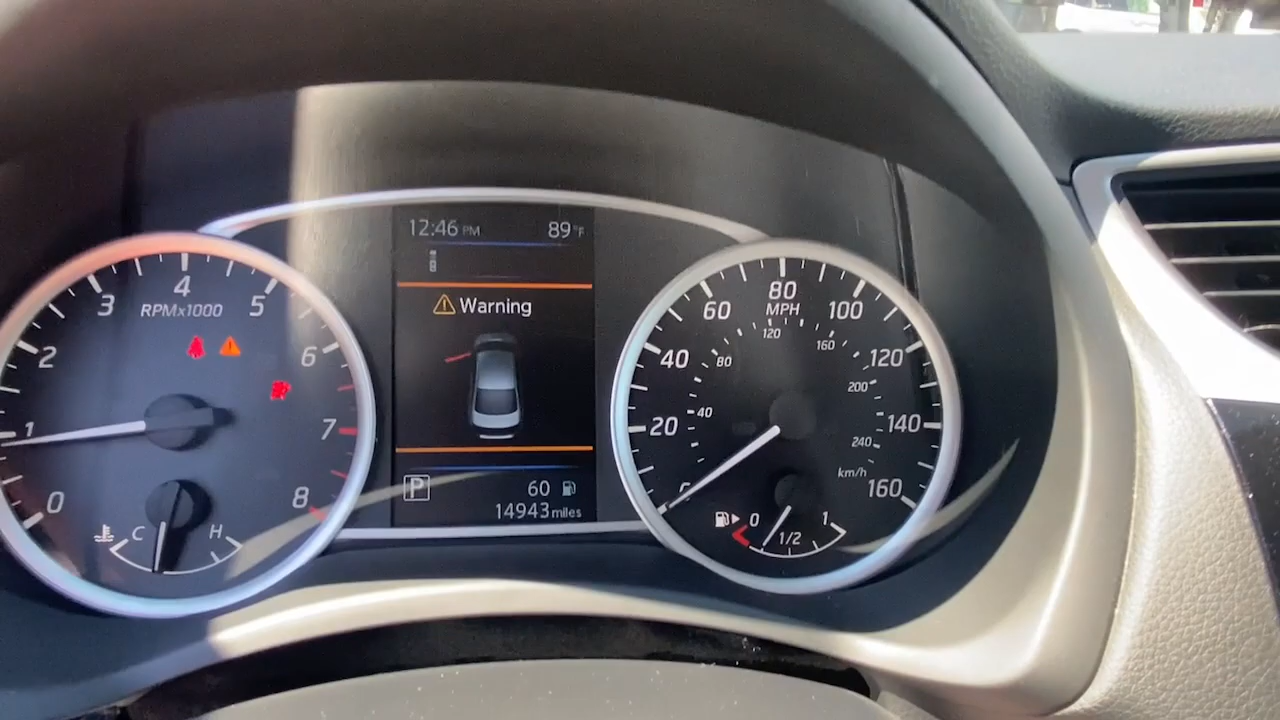 12:46 PM 89°F
Warning
P
60
14943 miles
0
1
2
3
4
5
6
7
8
RPMx1000
C H
20
40
60
80
100
120
140
160
MPH
40
80
120
160
200
240
km/h
0 1/2 1